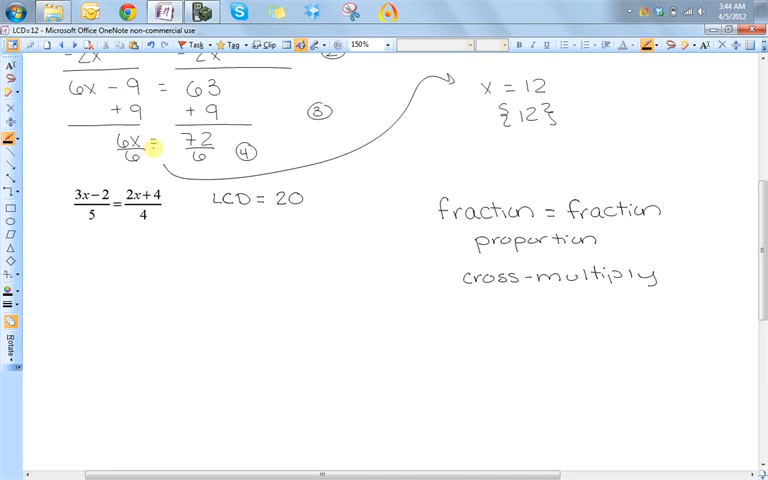 3:44 AM
4/5/2012
LCD=12 - Microsoft Office OneNote non-commercial use
Task Tag Clip 150% B I U
- 2x - 2x
6x - 9 = 63
+ 9 + 9 ③
6x/6 = 72/6 ④
x = 12
{12}
(3x-2)/5 = (2x+4)/4 LCD = 20
fraction = fraction
proportion
cross-multiply
Rotate